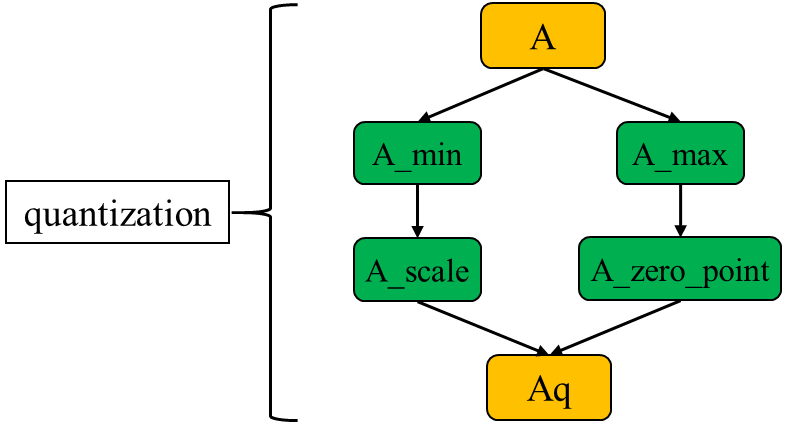 A
A_min
A_max
quantization
A_scale
A_zero_point
Aq